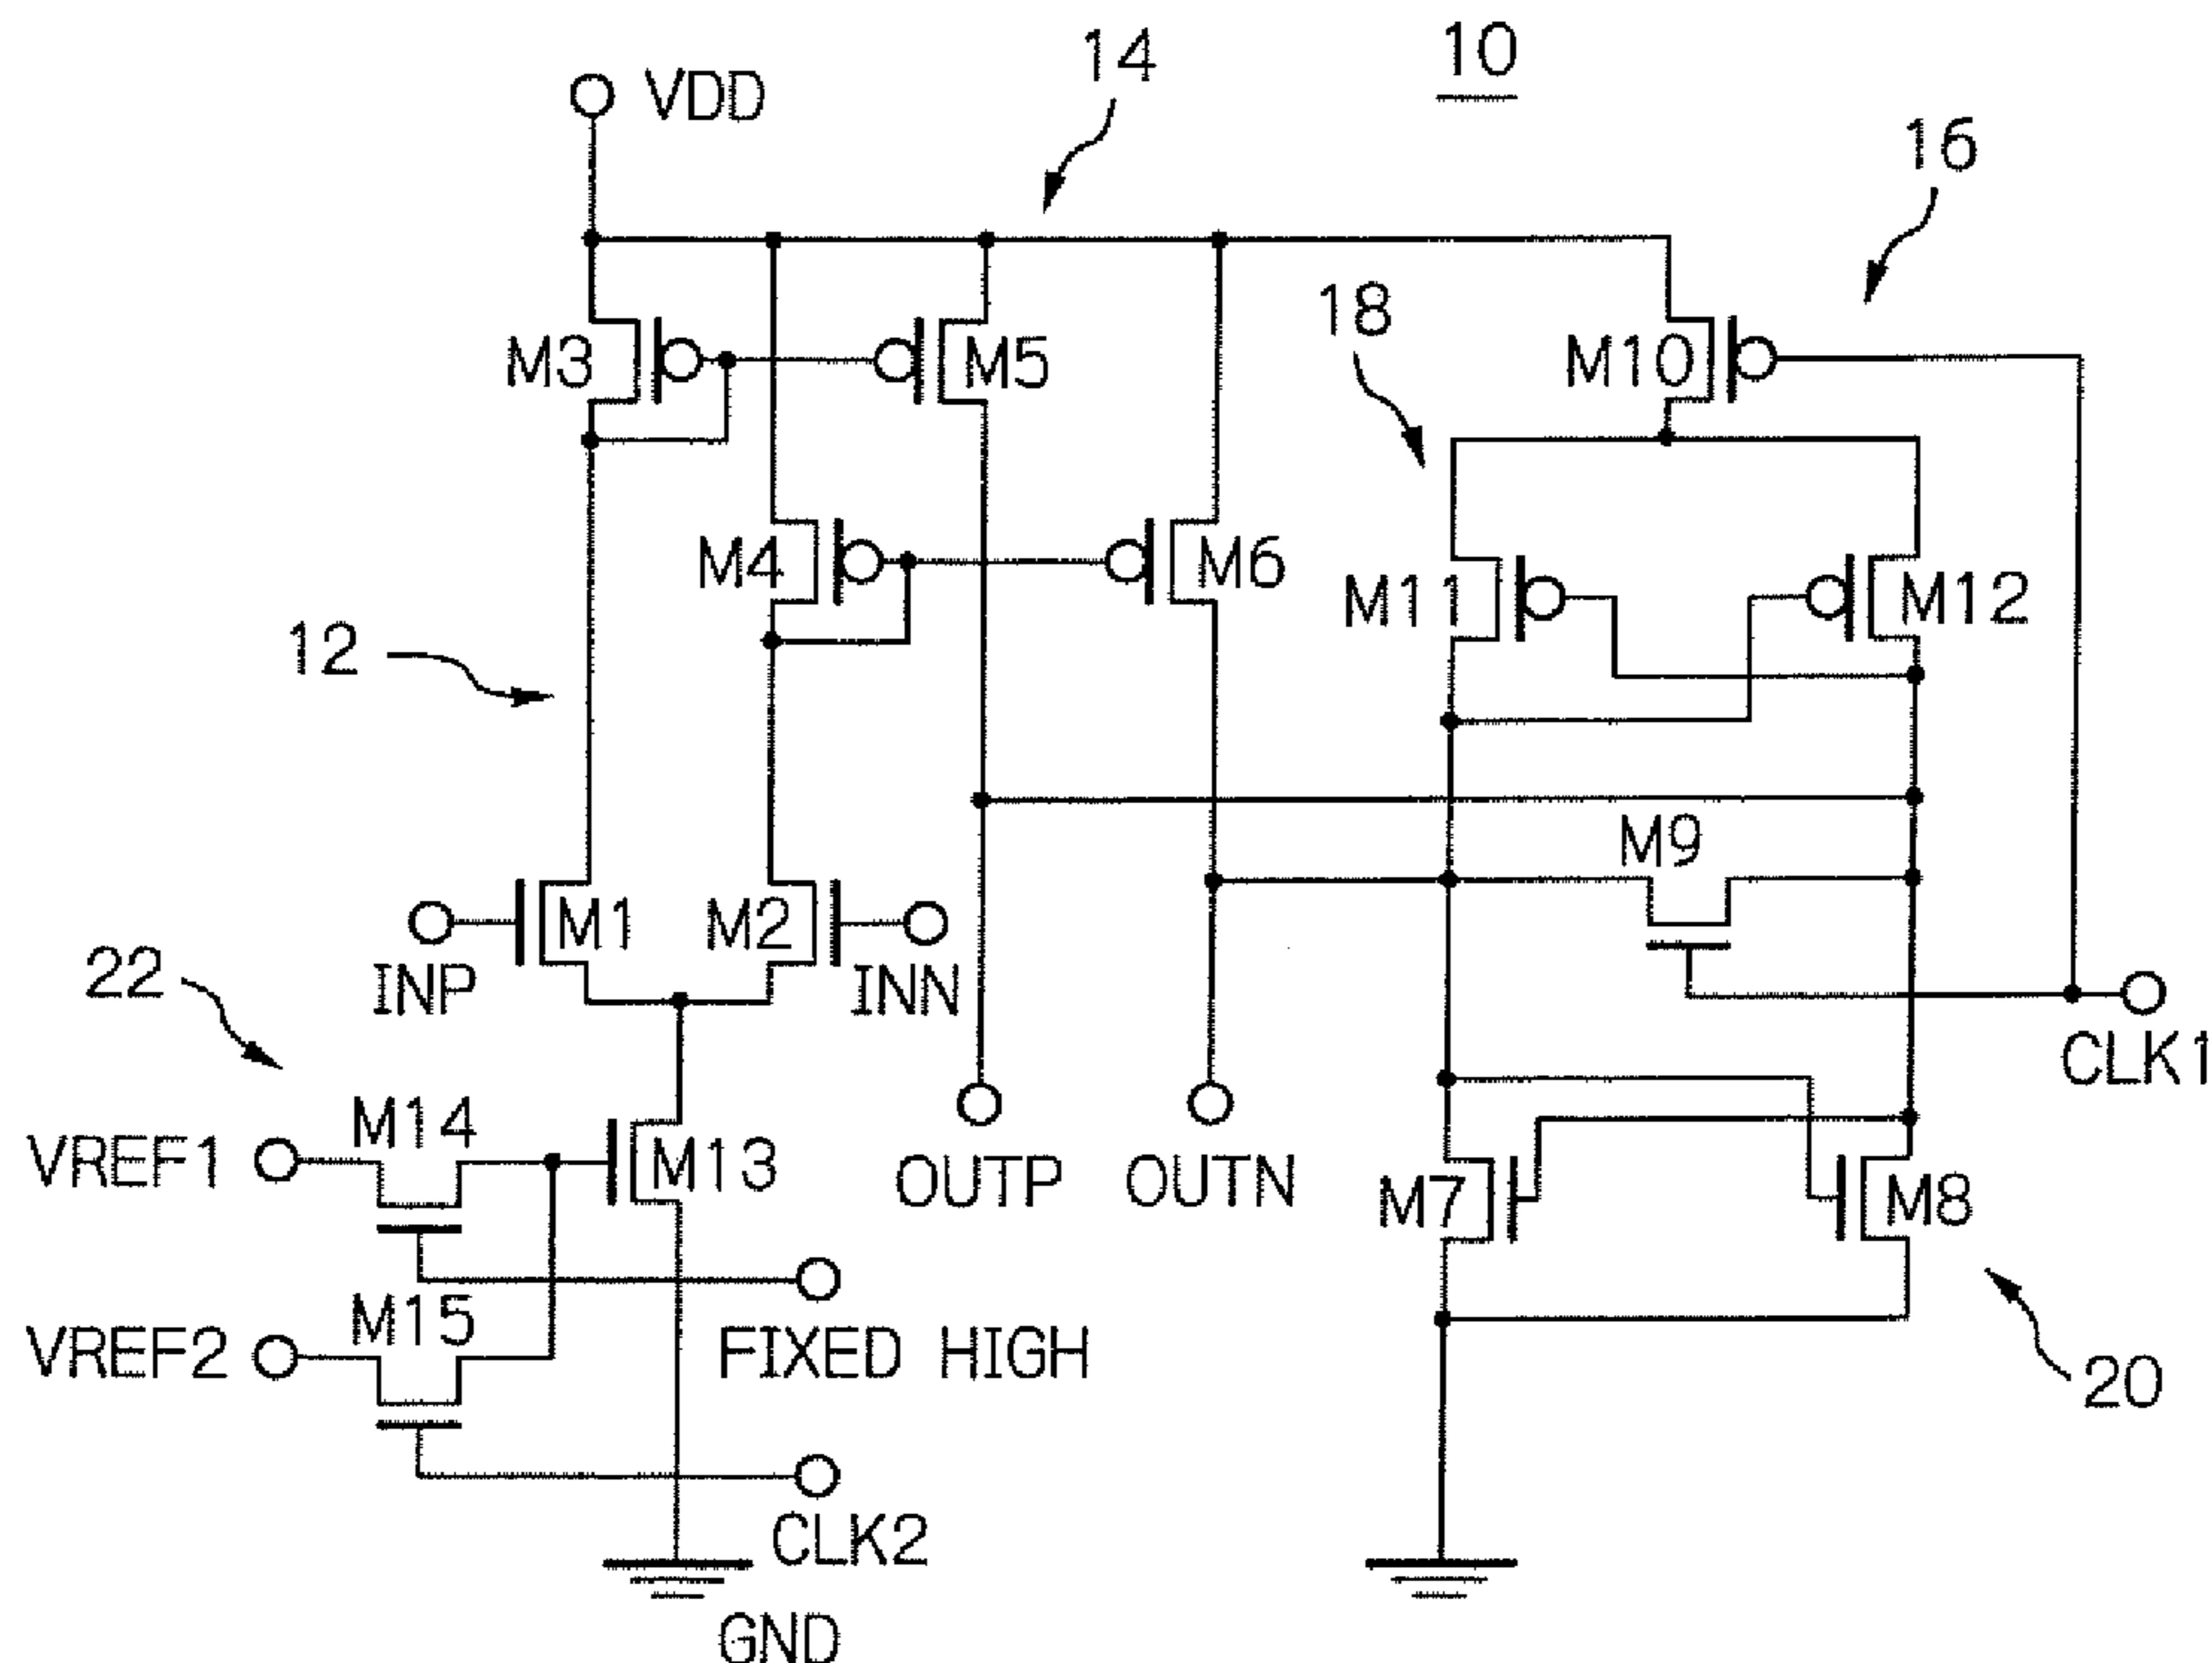 10
14
VDD
16
18
M3
M5
M10
M4
M6
M11
M12
12
M9
M1
M2
INP
INN
22
CLK1
M14
VREF1
M13
OUTP
OUTN
M7
M8
M15
VREF2
FIXED HIGH
20
CLK2
GND